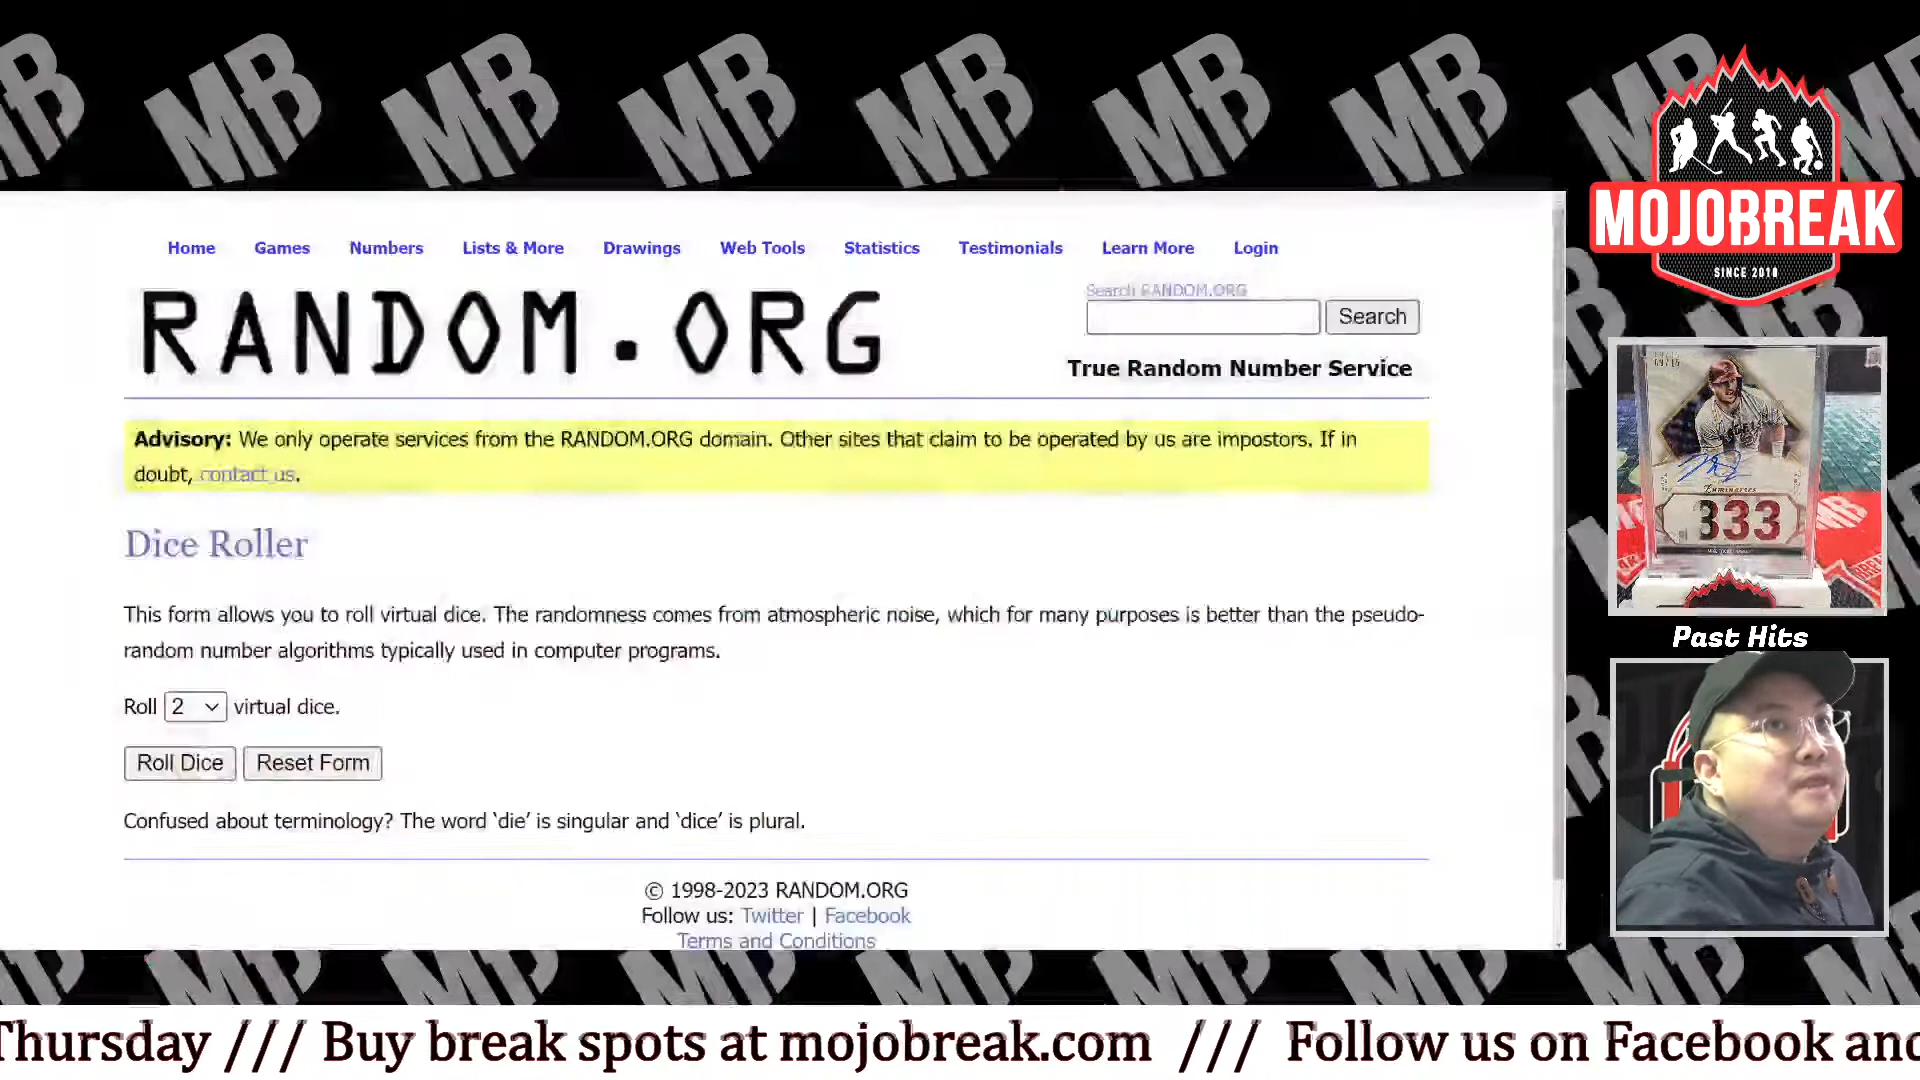 MB MB MB MB MB MB MB
MOJOBREAK
SINCE 2010
Home Games Numbers Lists & More Drawings Web Tools Statistics Testimonials Learn More Login
RANDOM.ORG
Search RANDOM.ORG
Search
True Random Number Service
Advisory: We only operate services from the RANDOM.ORG domain. Other sites that claim to be operated by us are impostors. If in
doubt, contact us.
Dice Roller
This form allows you to roll virtual dice. The randomness comes from atmospheric noise, which for many purposes is better than the pseudo-
random number algorithms typically used in computer programs.
Roll 2 virtual dice.
Roll Dice Reset Form
Confused about terminology? The word ‘die’ is singular and ‘dice’ is plural.
© 1998-2023 RANDOM.ORG
Follow us: Twitter | Facebook
Terms and Conditions
ANGELS
333
MB
Past Hits
Thursday /// Buy break spots at mojobreak.com /// Follow us on Facebook and